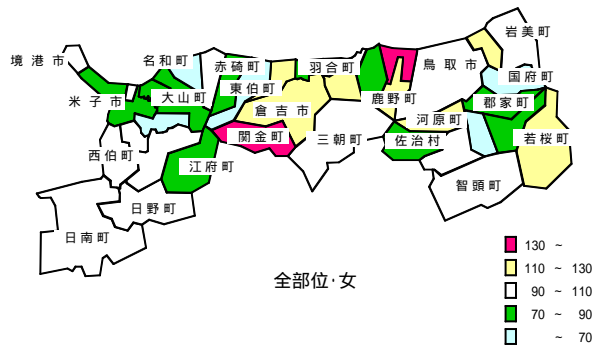 岩美町
境港市
名和町
赤碕町
羽合町
鳥取市
国府町
東伯町
米子市
大山町
鹿野町
郡家町
倉吉市
河原町
関金町
三朝町
佐治村
若桜町
西伯町
江府町
智頭町
日野町
日南町
全部位・女
130 ~
110 ~ 130
90 ~ 110
70 ~ 90
~ 70